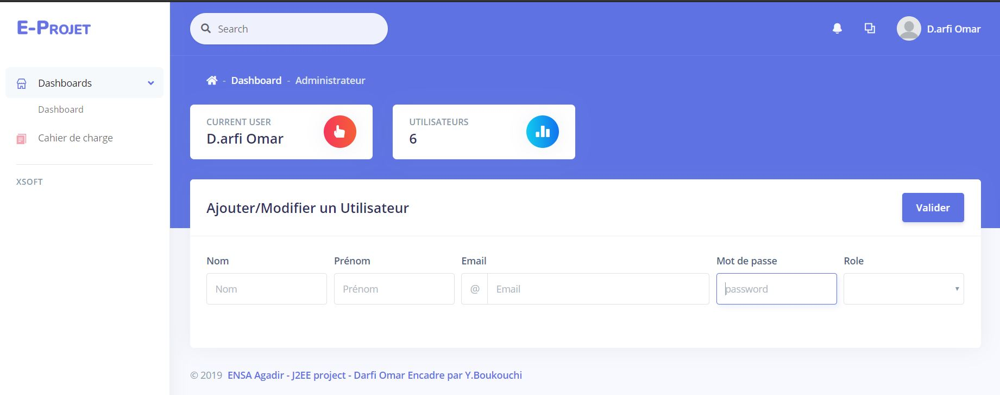 E-PROJET
Search
D.arfi Omar
Dashboards
Dashboard
Cahier de charge
XSOFT
- Dashboard - Administrateur
CURRENT USER
D.arfi Omar
UTILISATEURS
6
Ajouter/Modifier un Utilisateur
Valider
Nom
Prénom
Email
Mot de passe
Role
Nom
Prénom
@ Email
password
© 2019 ENSA Agadir - J2EE project - Darfi Omar Encadre par Y.Boukouchi